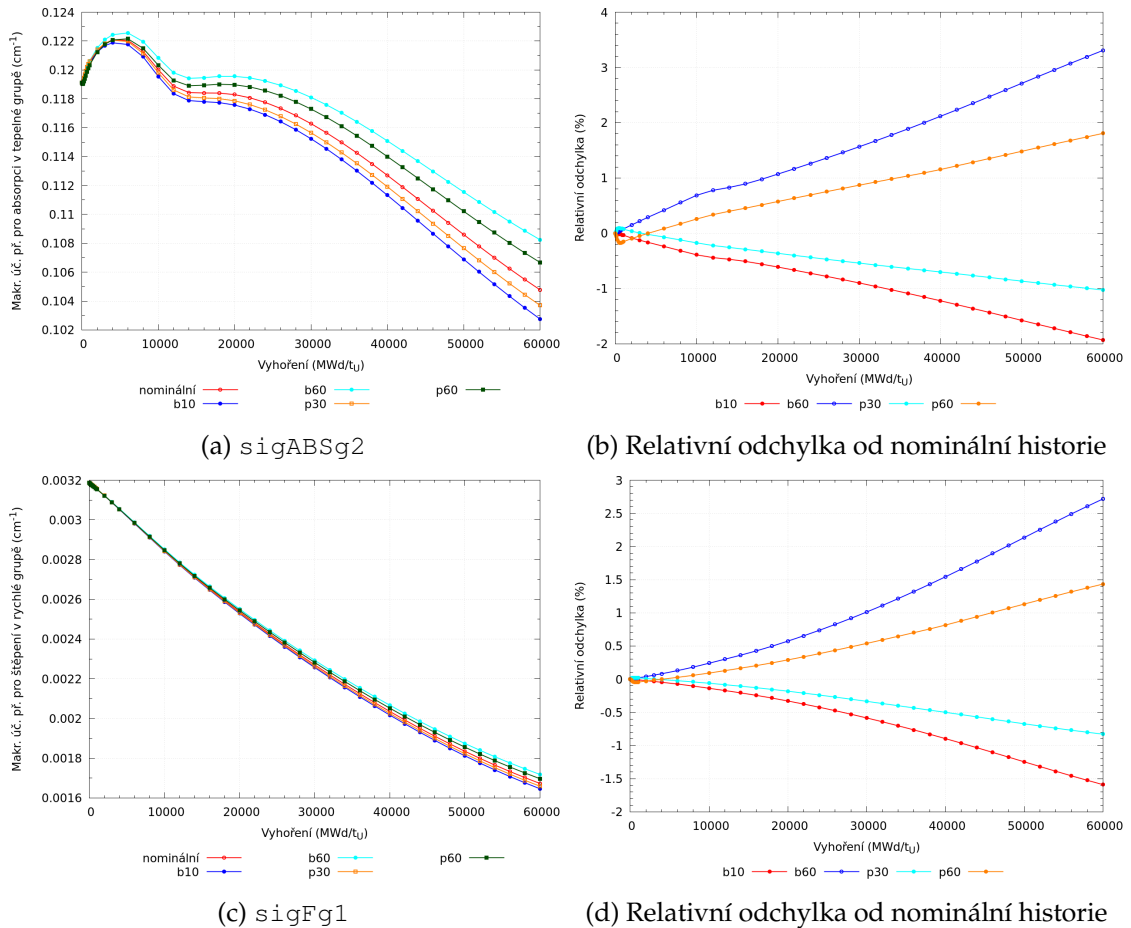 0.124
0.122
0.12
0.118
0.116
0.114
0.112
0.11
0.108
0.106
0.104
0.102
0 10000 20000 30000 40000 50000 60000
Makr. úč. př. pro absorpci v tepelné grupě (cm⁻¹)
Vyhoření (MWd/t_U)
nominální b60 p60
b10 p30
(a) sigABSg2
4
3
2
1
0
-1
-2
0 10000 20000 30000 40000 50000 60000
Relativní odchylka (%)
Vyhoření (MWd/t_U)
b10 b60 p30 p60
(b) Relativní odchylka od nominální historie
0.0032
0.003
0.0028
0.0026
0.0024
0.0022
0.002
0.0018
0.0016
0 10000 20000 30000 40000 50000 60000
Makr. úč. př. pro štěpení v rychlé grupě (cm⁻¹)
Vyhoření (MWd/t_U)
nominální b60 p60
b10 p30
(c) sigFg1
3
2.5
2
1.5
1
0.5
0
-0.5
-1
-1.5
-2
0 10000 20000 30000 40000 50000 60000
Relativní odchylka (%)
Vyhoření (MWd/t_U)
b10 b60 p30 p60
(d) Relativní odchylka od nominální historie